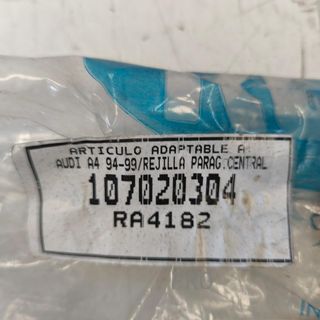 ARTICULO ADAPTABLE A:
AUDI A4 94-99/REJILLA PARAG.CENTRAL
107020304
RA4182